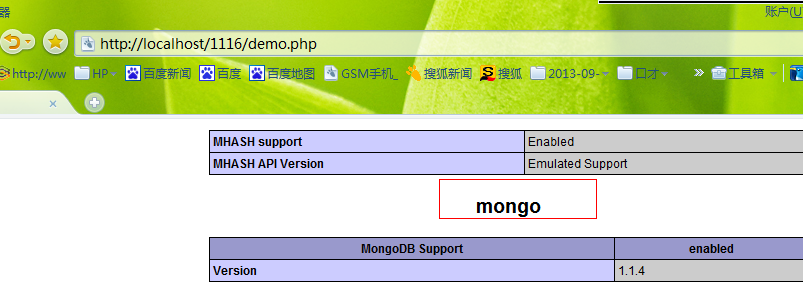 器 账户(U
http://localhost/1116/demo.php
http://ww HP 百度新闻 百度 百度地图 GSM手机_ 搜狐新闻 搜狐 2013-09- 口才 » 工具箱
MHASH support Enabled
MHASH API Version Emulated Support
mongo
MongoDB Support enabled
Version 1.1.4